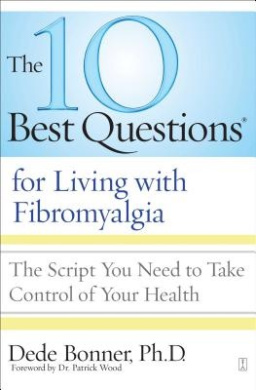 The
10
Best Questions®
for Living with
Fibromyalgia
The Script You Need to Take
Control of Your Health
Dede Bonner, Ph.D.
Foreword by Dr. Patrick Wood